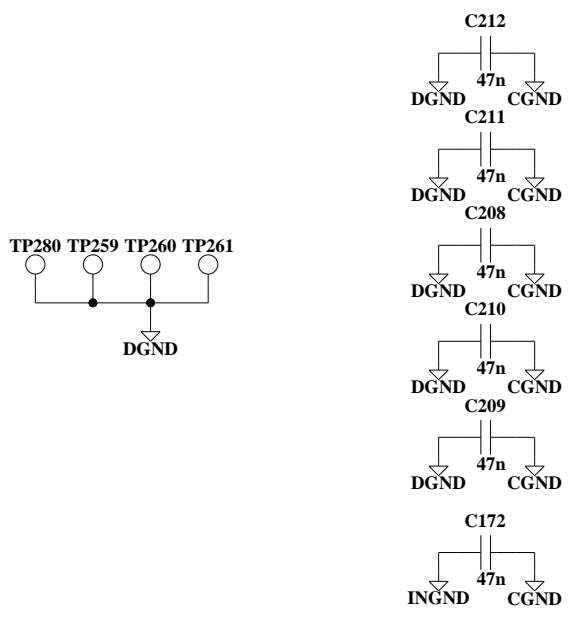 C212
47n
DGND CGND
C211
47n
DGND CGND
C208
47n
TP280 TP259 TP260 TP261
DGND CGND
C210
DGND
47n
DGND CGND
C209
47n
DGND CGND
C172
47n
INGND CGND